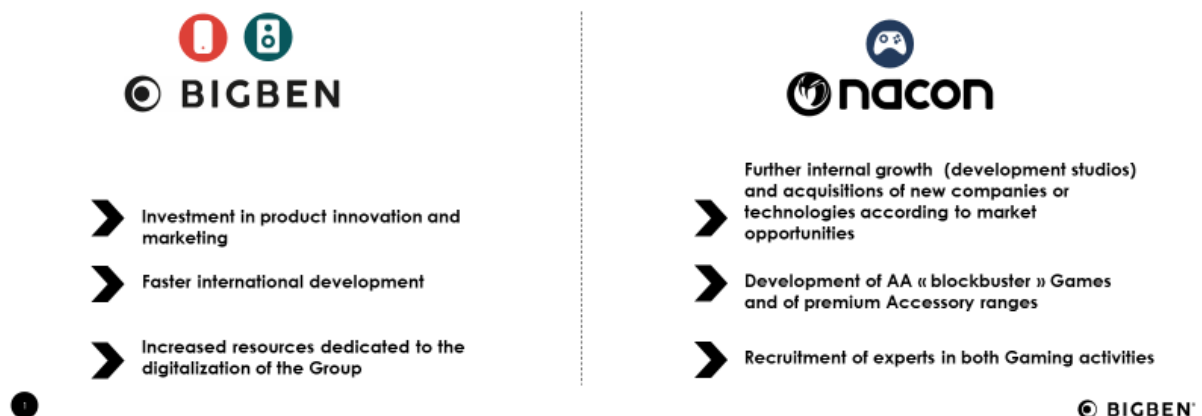 BIGBEN
Investment in product innovation and
marketing
Faster international development
Increased resources dedicated to the
digitalization of the Group
nacon
Further internal growth (development studios)
and acquisitions of new companies or
technologies according to market
opportunities
Development of AA « blockbuster » Games
and of premium Accessory ranges
Recruitment of experts in both Gaming activities
1
BIGBEN